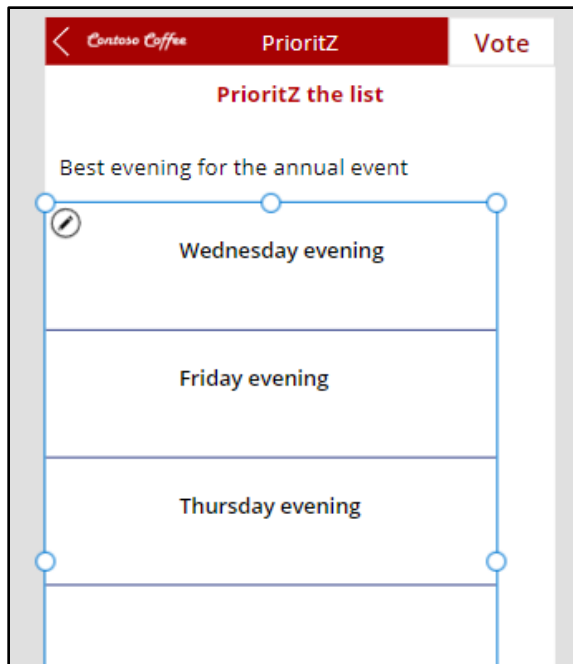 Contoso Coffee PrioritZ Vote
PrioritZ the list
Best evening for the annual event
Wednesday evening
Friday evening
Thursday evening